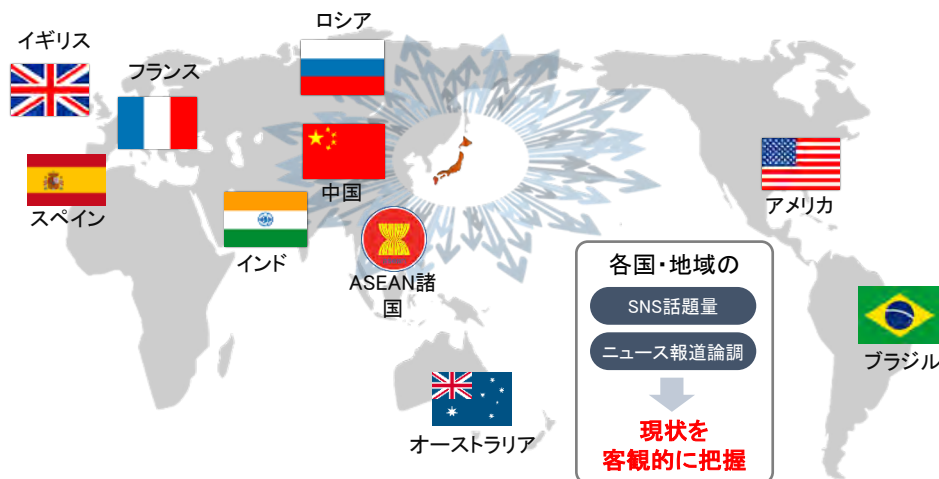 ロシア
イギリス
フランス
中国
スペイン
アメリカ
インド
ASEAN諸
国
各国・地域の
SNS話題量
ニュース報道論調
ブラジル
現状を
客観的に把握
オーストラリア